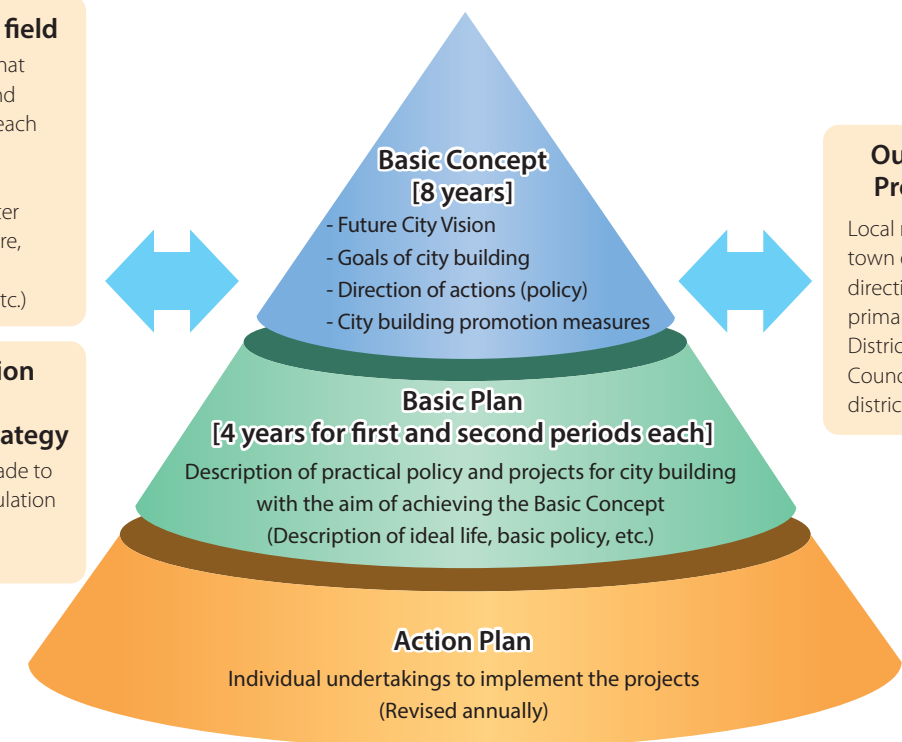 field
nd
each
re,
tc.)
ion
rategy
ade to
ulation
Basic Concept
[8 years]
- Future City Vision
- Goals of city building
- Direction of actions (policy)
- City building promotion measures
Basic Plan
[4 years for first and second periods each]
Description of practical policy and projects for city building
with the aim of achieving the Basic Concept
(Description of ideal life, basic policy, etc.)
Action Plan
Individual undertakings to implement the projects
(Revised annually)
Ou
Pro
Local
town
directi
prima
Distric
Counc
distric